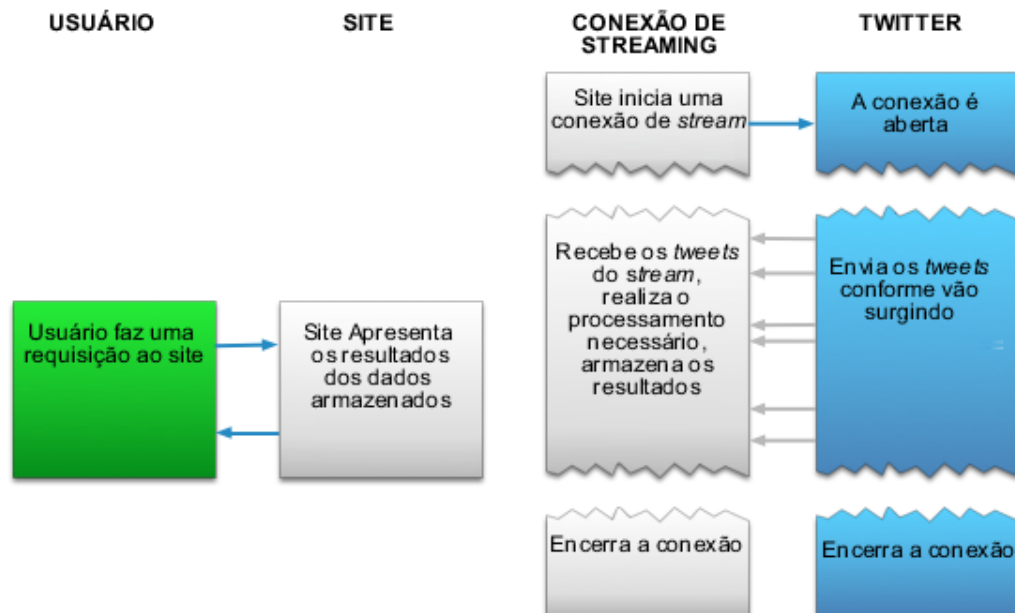 USUÁRIO
SITE
CONEXÃO DE
STREAMING
TWITTER
Site inicia uma
conexão de stream
A conexão é
aberta
Usuário faz uma
requisição ao site
Site Apresenta
os resultados
dos dados
armazenados
Recebe os tweets
do stream,
realiza o
processamento
necessário,
armazena os
resultados
Envia os tweets
conforme vão
surgindo
Encerra a conexão
Encerra a conexão